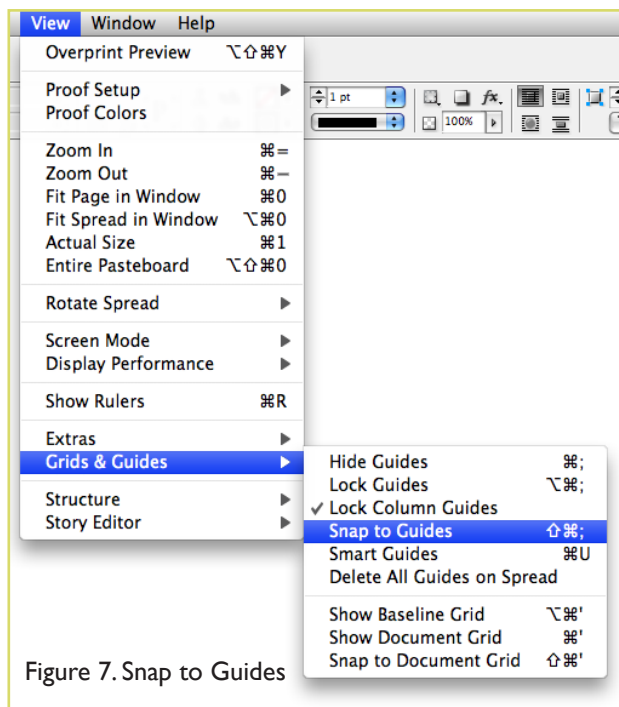 View Window Help
Overprint Preview ⌥⇧⌘Y
Proof Setup
Proof Colors
1 pt
fx.
100%
Zoom In ⌘=
Zoom Out ⌘−
Fit Page in Window ⌘0
Fit Spread in Window ⌥⌘0
Actual Size ⌘1
Entire Pasteboard ⌥⇧⌘0
Rotate Spread
Screen Mode
Display Performance
Show Rulers ⌘R
Extras
Grids & Guides
Structure
Story Editor
Hide Guides ⌘;
Lock Guides ⌥⌘;
✓ Lock Column Guides
Snap to Guides ⇧⌘;
Smart Guides ⌘U
Delete All Guides on Spread
Show Baseline Grid ⌥⌘'
Show Document Grid ⌘'
Snap to Document Grid ⇧⌘'
Figure 7. Snap to Guides